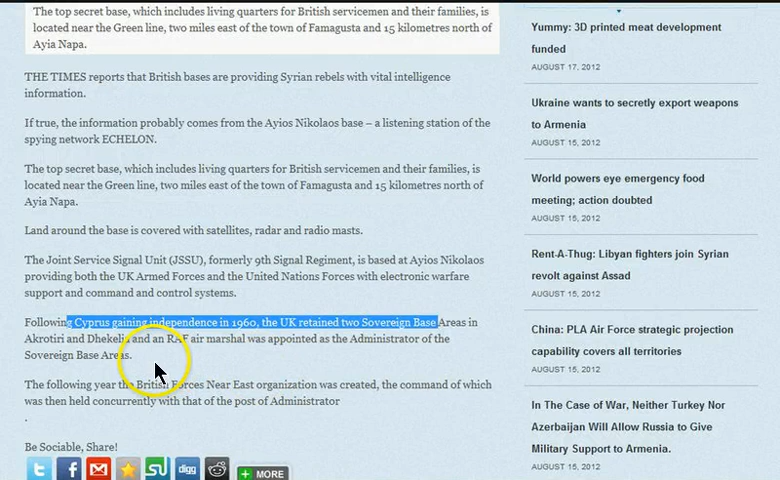 The top secret base, which includes living quarters for British servicemen and their families, is
located near the Green line, two miles east of the town of Famagusta and 15 kilometres north of
Ayia Napa.
THE TIMES reports that British bases are providing Syrian rebels with vital intelligence
information.
If true, the information probably comes from the Ayios Nikolaos base – a listening station of the
spying network ECHELON.
The top secret base, which includes living quarters for British servicemen and their families, is
located near the Green line, two miles east of the town of Famagusta and 15 kilometres north of
Ayia Napa.
Land around the base is covered with satellites, radar and radio masts.
The Joint Service Signal Unit (JSSU), formerly 9th Signal Regiment, is based at Ayios Nikolaos
providing both the UK Armed Forces and the United Nations Forces with electronic warfare
support and command and control systems.
Following Cyprus gaining independence in 1960, the UK retained two Sovereign Base Areas in
Akrotiri and Dhekelia and an RAF air marshal was appointed as the Administrator of the
Sovereign Base Areas.
The following year the British Forces Near East organization was created, the command of which
was then held concurrently with that of the post of Administrator
.
Be Sociable, Share!
digg
MORE
Yummy: 3D printed meat development
funded
AUGUST 17, 2012
Ukraine wants to secretly export weapons
to Armenia
AUGUST 15, 2012
World powers eye emergency food
meeting; action doubted
AUGUST 15, 2012
Rent-A-Thug: Libyan fighters join Syrian
revolt against Assad
AUGUST 15, 2012
China: PLA Air Force strategic projection
capability covers all territories
AUGUST 15, 2012
In The Case of War, Neither Turkey Nor
Azerbaijan Will Allow Russia to Give
Military Support to Armenia.
AUGUST 15, 2012